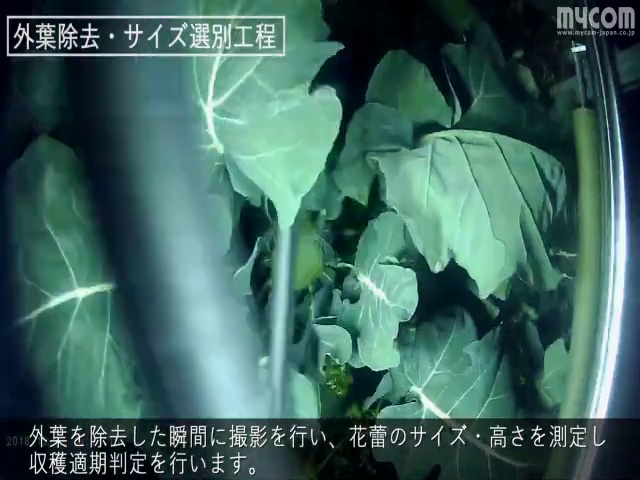 外葉除去・サイズ選別工程
mycom
www.mycom-japan.co.jp
2018
外葉を除去した瞬間に撮影を行い、花蕾のサイズ・高さを測定し
収穫適期判定を行います。